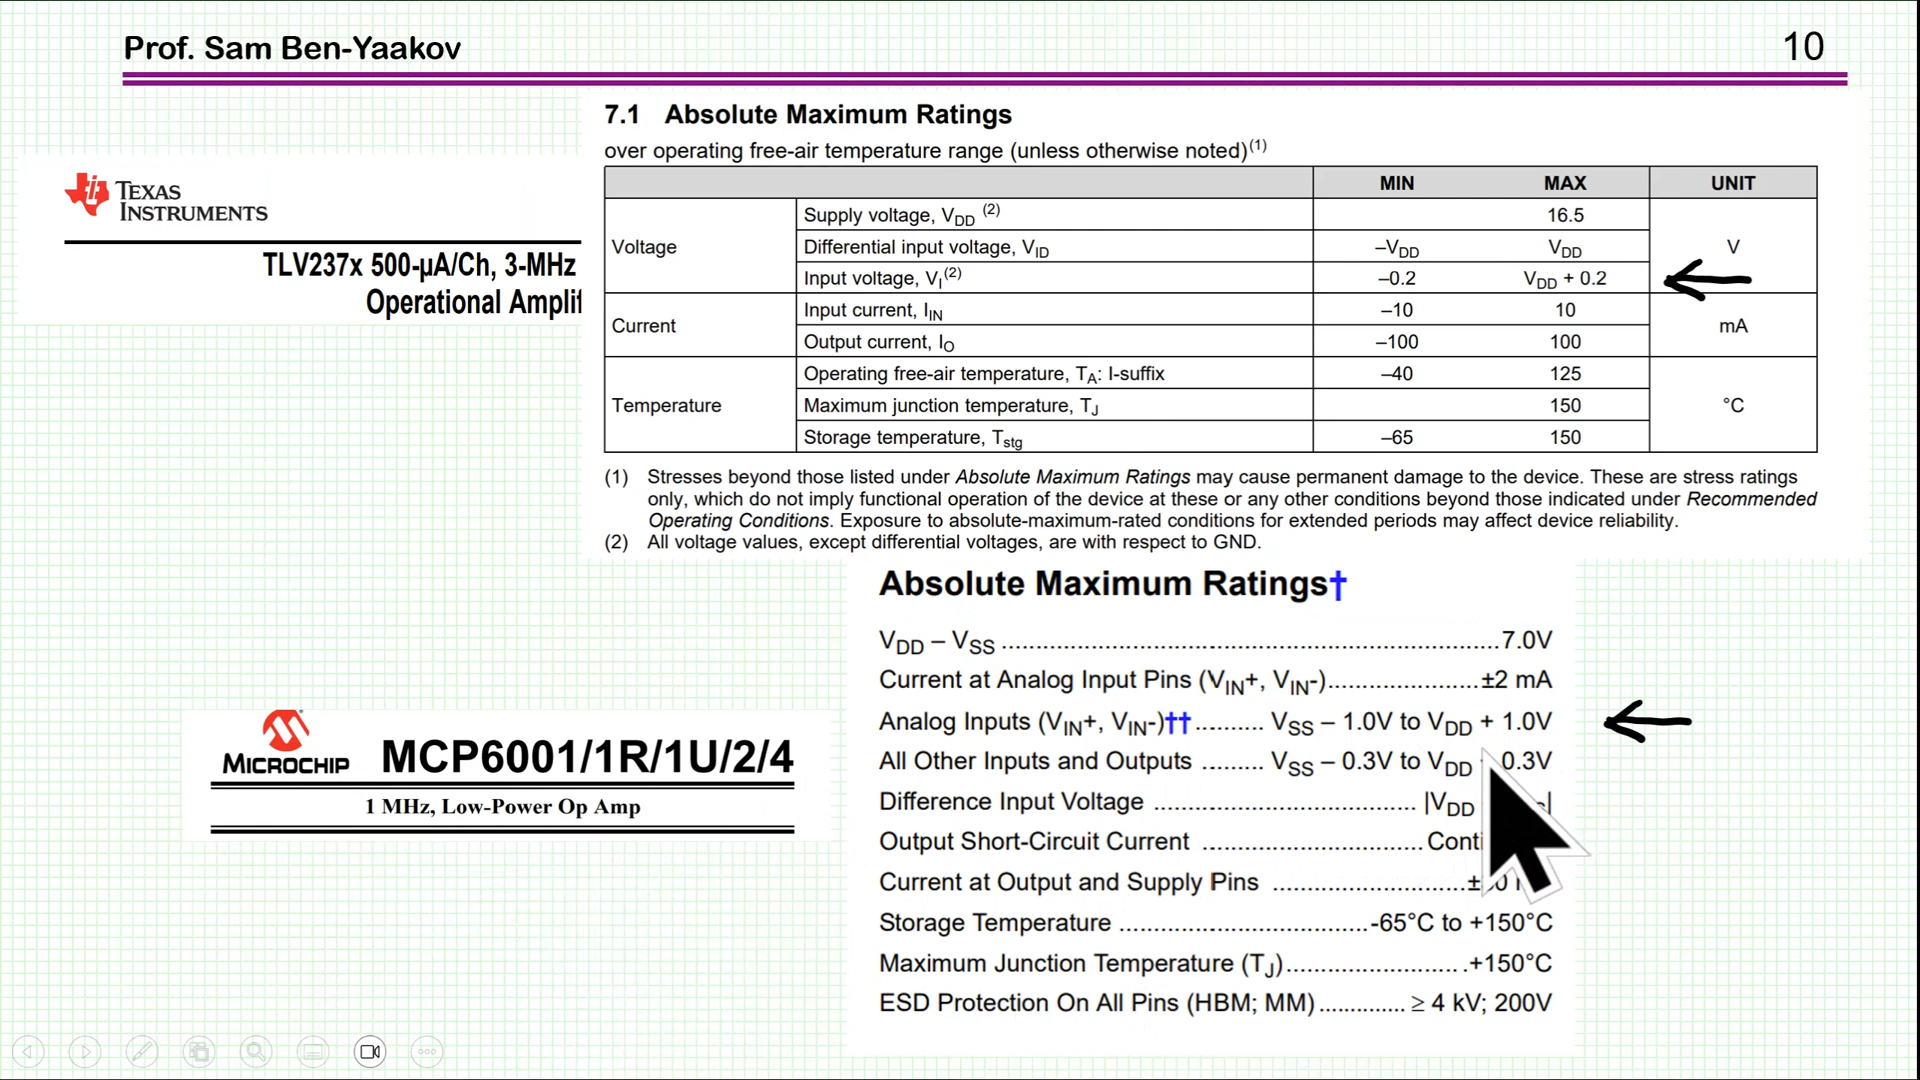 Prof. Sam Ben-Yaakov
10
7.1 Absolute Maximum Ratings
over operating free-air temperature range (unless otherwise noted)(1)
TEXAS
INSTRUMENTS
TLV237x 500-µA/Ch, 3-MHz
Operational Amplif
MIN MAX UNIT
Voltage
Supply voltage, VDD (2) 16.5
Differential input voltage, VID –VDD VDD V
Input voltage, VI(2) –0.2 VDD + 0.2
Current
Input current, IIN –10 10
mA
Output current, IO –100 100
Temperature
Operating free-air temperature, TA: I-suffix –40 125
Maximum junction temperature, TJ 150 °C
Storage temperature, Tstg –65 150
(1) Stresses beyond those listed under Absolute Maximum Ratings may cause permanent damage to the device. These are stress ratings
only, which do not imply functional operation of the device at these or any other conditions beyond those indicated under Recommended
Operating Conditions. Exposure to absolute-maximum-rated conditions for extended periods may affect device reliability.
(2) All voltage values, except differential voltages, are with respect to GND.
Absolute Maximum Ratings†
VDD – VSS ........................................................................7.0V
Current at Analog Input Pins (VIN+, VIN-)......................±2 mA
Analog Inputs (VIN+, VIN-)†† .......... VSS – 1.0V to VDD + 1.0V
All Other Inputs and Outputs ......... VSS – 0.3V to VDD 0.3V
Difference Input Voltage ...................................... |VDD |
Output Short-Circuit Current ................................ Conti
Current at Output and Supply Pins ............................±
Storage Temperature ....................................-65°C to +150°C
Maximum Junction Temperature (TJ).........................+150°C
ESD Protection On All Pins (HBM; MM).............. ≥ 4 kV; 200V
MICROCHIP
MCP6001/1R/1U/2/4
1 MHz, Low-Power Op Amp